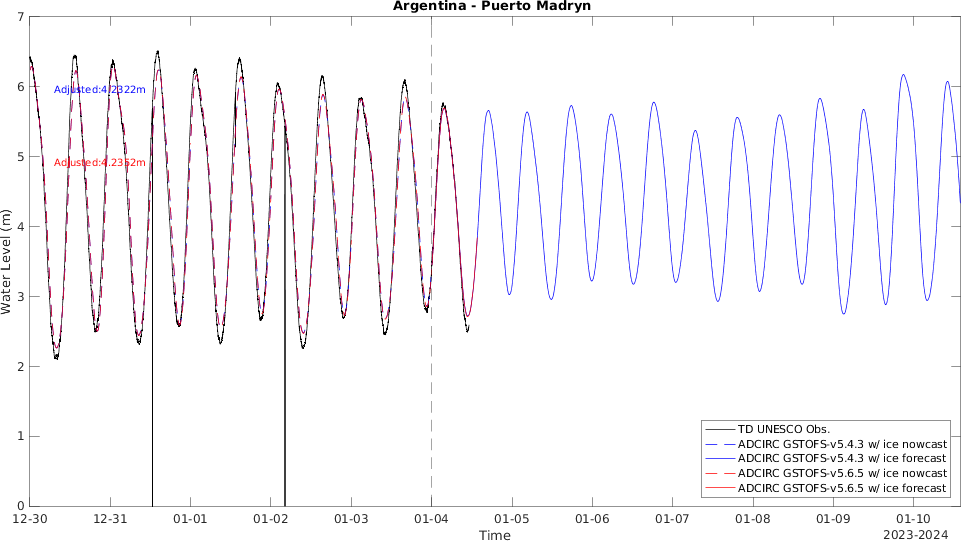 Argentina - Puerto Madryn
7
6
5
4
3
2
1
0
Water Level (m)
Adjusted:4.2322m
Adjusted:4.2352m
TD UNESCO Obs.
ADCIRC GSTOFS-v5.4.3 w/ ice nowcast
ADCIRC GSTOFS-v5.4.3 w/ ice forecast
ADCIRC GSTOFS-v5.6.5 w/ ice nowcast
ADCIRC GSTOFS-v5.6.5 w/ ice forecast
12-30 12-31 01-01 01-02 01-03 01-04 01-05 01-06 01-07 01-08 01-09 01-10
Time
2023-2024